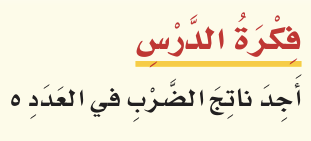 فِكْرَةُ الدَّرْسِ
أَجِدَ ناتِجَ الضَّرْبِ في العَدَدِ ٥